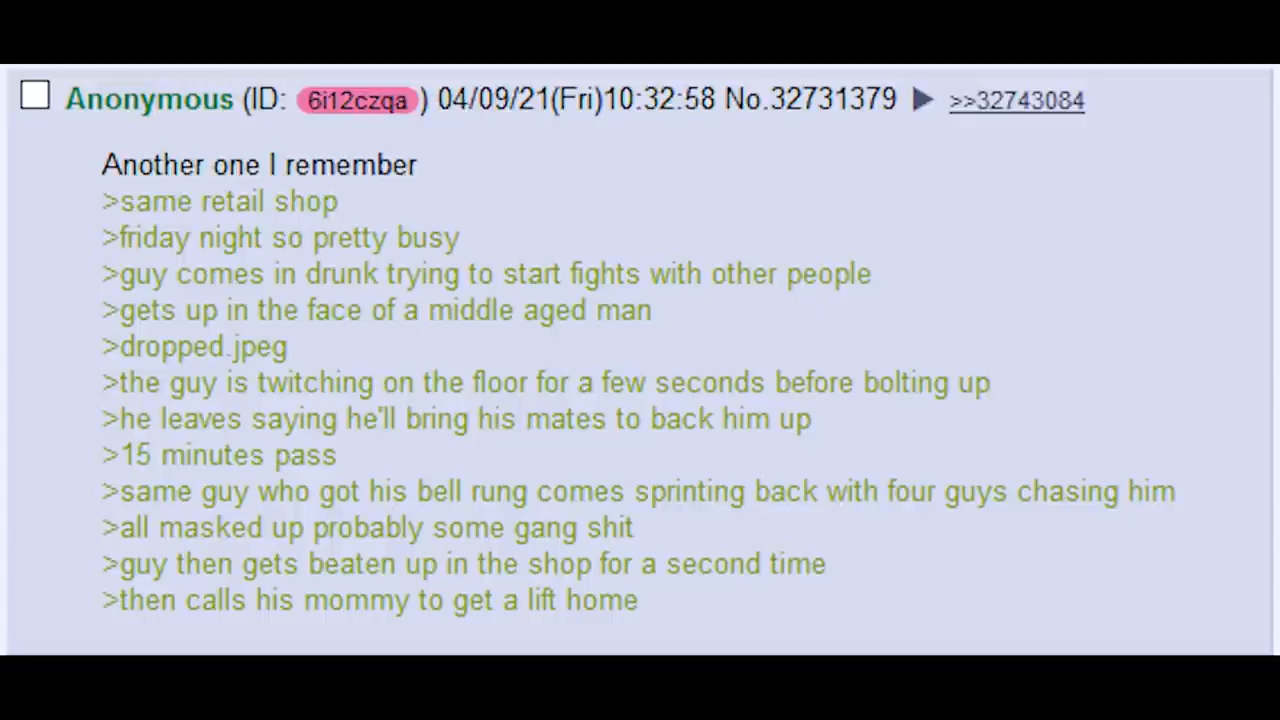 Anonymous (ID: 6i12czqa) 04/09/21(Fri)10:32:58 No.32731379 ▶ >>32743084
Another one I remember
>same retail shop
>friday night so pretty busy
>guy comes in drunk trying to start fights with other people
>gets up in the face of a middle aged man
>dropped.jpeg
>the guy is twitching on the floor for a few seconds before bolting up
>he leaves saying he'll bring his mates to back him up
>15 minutes pass
>same guy who got his bell rung comes sprinting back with four guys chasing him
>all masked up probably some gang shit
>guy then gets beaten up in the shop for a second time
>then calls his mommy to get a lift home